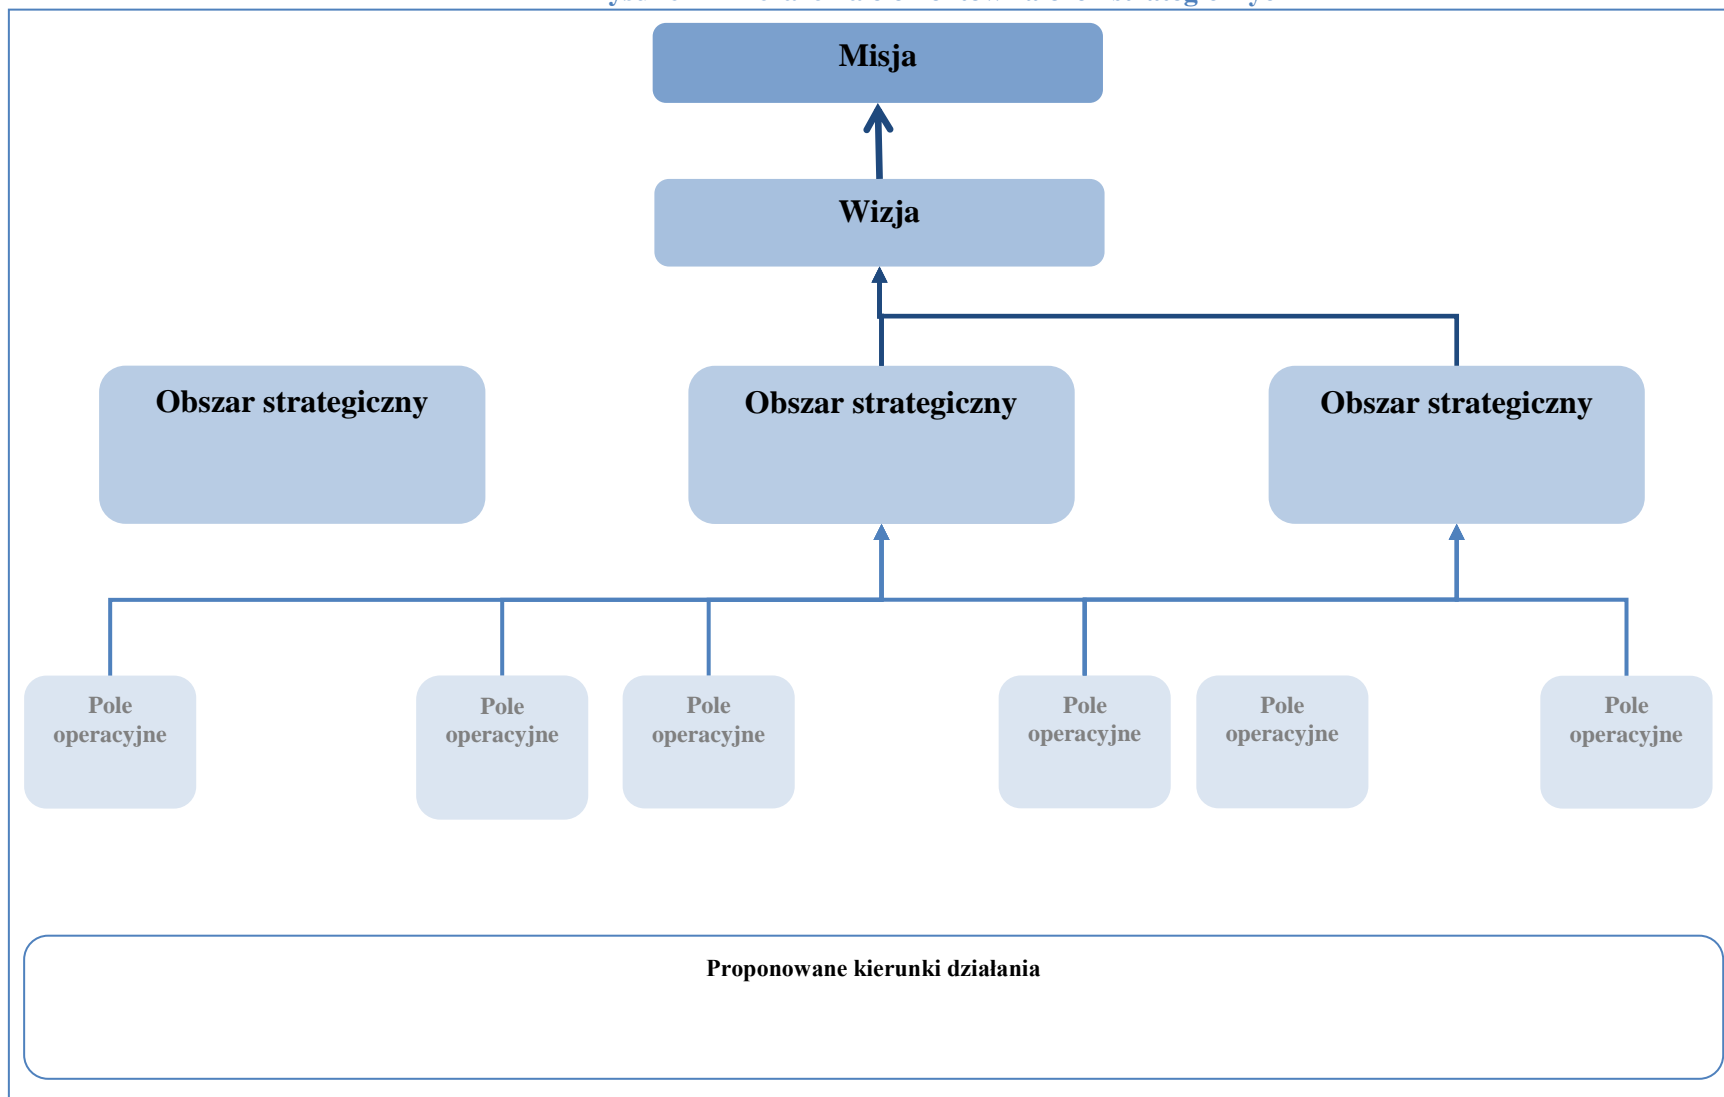 Misja
Wizja
Obszar strategiczny
Obszar strategiczny
Obszar strategiczny
Pole
operacyjne
Pole
operacyjne
Pole
operacyjne
Pole
operacyjne
Pole
operacyjne
Pole
operacyjne
Proponowane kierunki działania